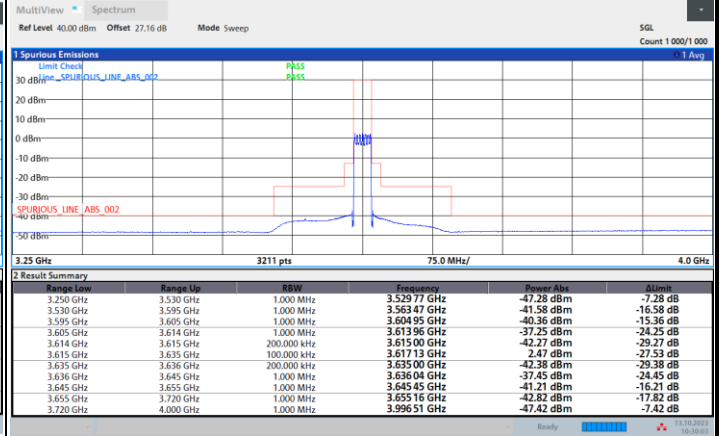 MultiView Spectrum
Ref Level 40.00 dBm Offset 27.16 dB Mode Sweep SGL
Count 1 000/1 000
1 Spurious Emissions 1 Avg
Limit Check PASS
Line _SPURIOUS_LINE_ABS_002 PASS
30 dBm
20 dBm
10 dBm
0 dBm
-10 dBm
-20 dBm
-30 dBm
_SPURIOUS_LINE_ABS_002
-40 dBm
-50 dBm
3.25 GHz 3211 pts 75.0 MHz/ 4.0 GHz
2 Result Summary
Range Low Range Up RBW Frequency Power Abs ΔLimit
3.250 GHz 3.530 GHz 1.000 MHz 3.529 77 GHz -47.28 dBm -7.28 dB
3.530 GHz 3.595 GHz 1.000 MHz 3.563 47 GHz -41.58 dBm -16.58 dB
3.595 GHz 3.605 GHz 1.000 MHz 3.604 95 GHz -40.36 dBm -15.36 dB
3.605 GHz 3.614 GHz 1.000 MHz 3.613 96 GHz -37.25 dBm -24.25 dB
3.614 GHz 3.615 GHz 200.000 kHz 3.615 00 GHz -42.27 dBm -29.27 dB
3.615 GHz 3.635 GHz 100.000 kHz 3.617 13 GHz 2.47 dBm -27.53 dB
3.635 GHz 3.636 GHz 200.000 kHz 3.635 00 GHz -42.38 dBm -29.38 dB
3.636 GHz 3.645 GHz 1.000 MHz 3.636 04 GHz -37.45 dBm -24.45 dB
3.645 GHz 3.655 GHz 1.000 MHz 3.645 45 GHz -41.21 dBm -16.21 dB
3.655 GHz 3.720 GHz 1.000 MHz 3.655 16 GHz -42.82 dBm -17.82 dB
3.720 GHz 4.000 GHz 1.000 MHz 3.996 51 GHz -47.42 dBm -7.42 dB
Ready 13.10.2023
10:30:03